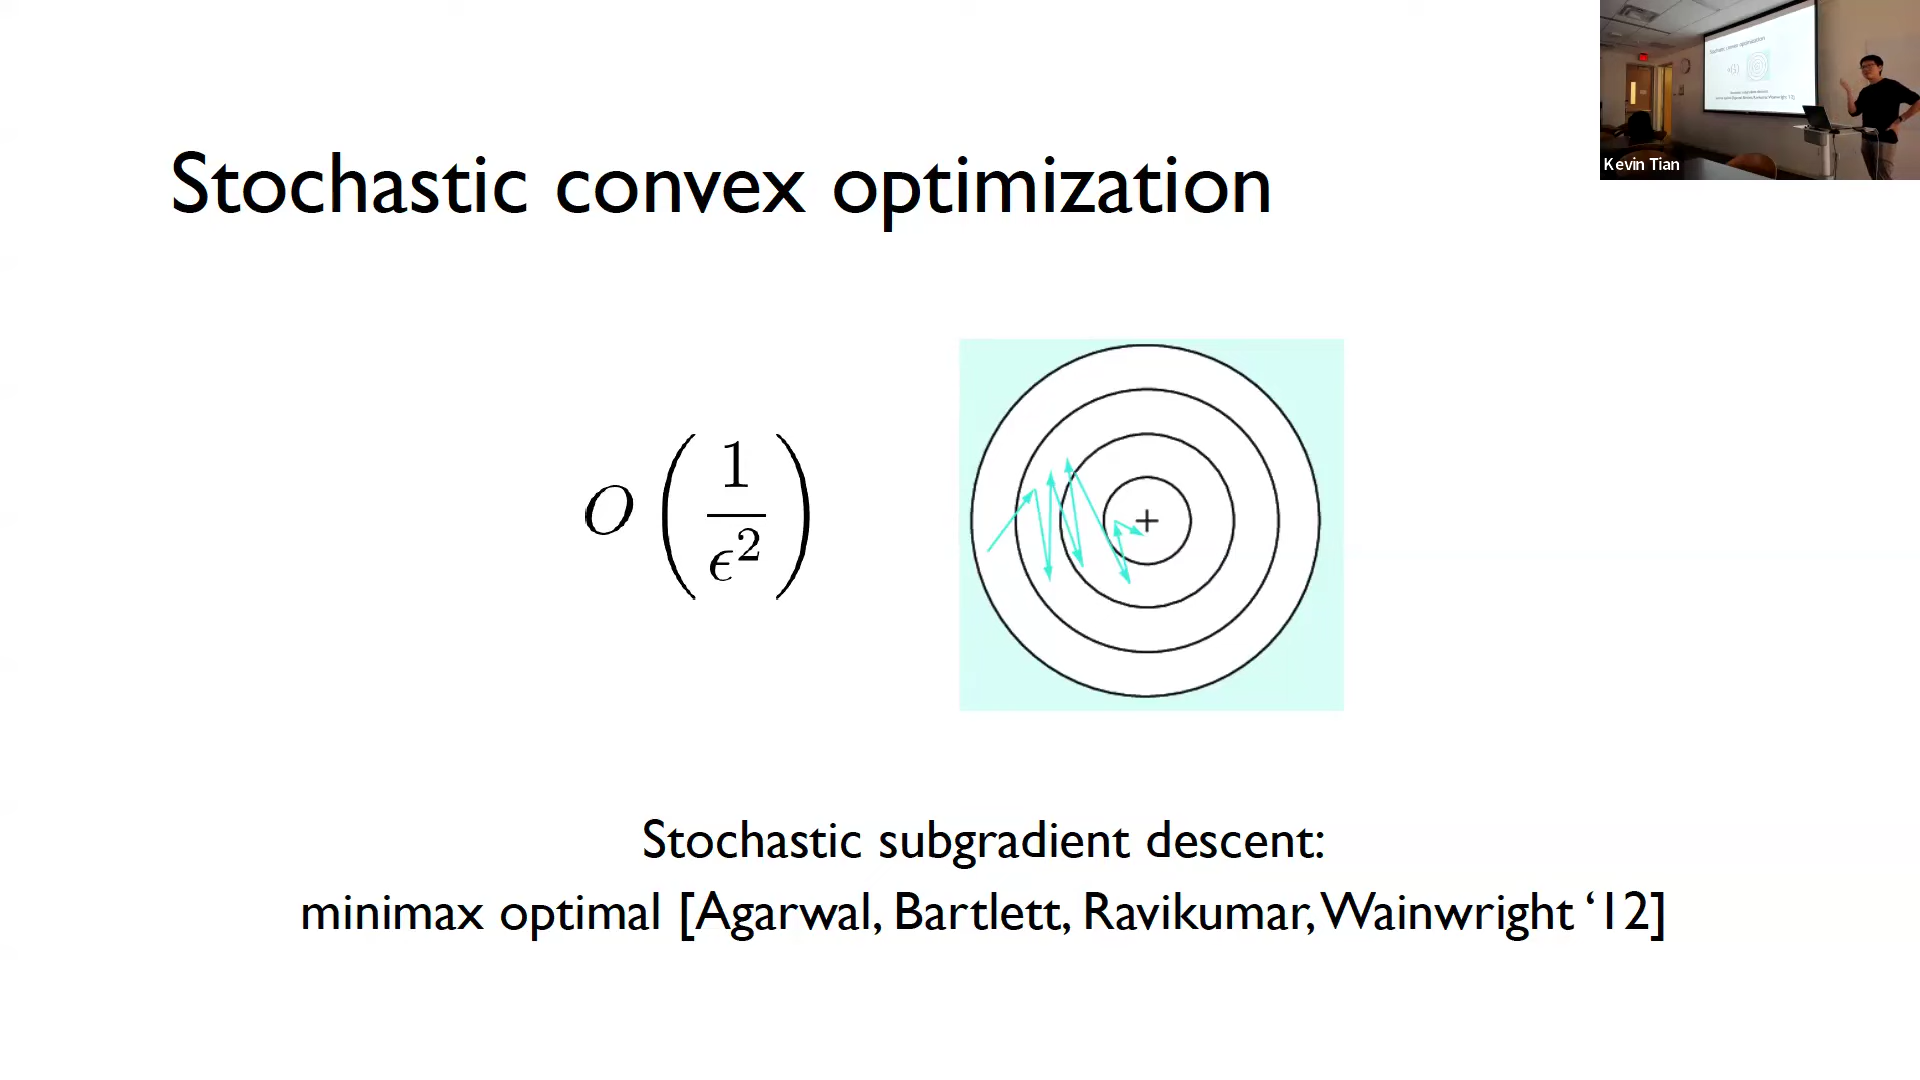 Stochastic convex optimization
Kevin Tian
O(1/ϵ²)
Stochastic subgradient descent:
minimax optimal [Agarwal, Bartlett, Ravikumar, Wainwright ‘12]